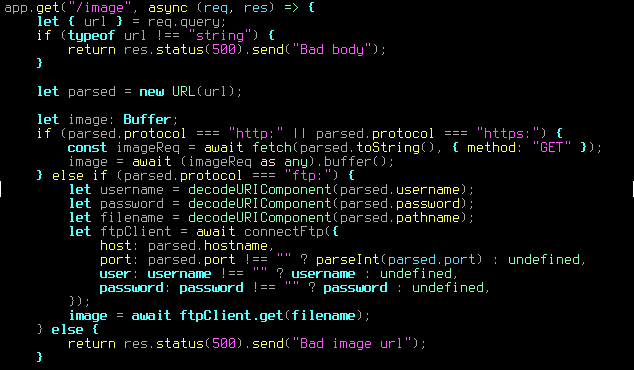 app.get("/image", async (req, res) => {
    let { url } = req.query;
    if (typeof url !== "string") {
        return res.status(500).send("Bad body");
    }

    let parsed = new URL(url);

    let image: Buffer;
    if (parsed.protocol === "http:" || parsed.protocol === "https:") {
        const imageReq = await fetch(parsed.toString(), { method: "GET" });
        image = await (imageReq as any).buffer();
    } else if (parsed.protocol === "ftp:") {
        let username = decodeURIComponent(parsed.username);
        let password = decodeURIComponent(parsed.password);
        let filename = decodeURIComponent(parsed.pathname);
        let ftpClient = await connectFtp({
            host: parsed.hostname,
            port: parsed.port !== "" ? parseInt(parsed.port) : undefined,
            user: username !== "" ? username : undefined,
            password: password !== "" ? password : undefined,
        });
        image = await ftpClient.get(filename);
    } else {
        return res.status(500).send("Bad image url");
    }